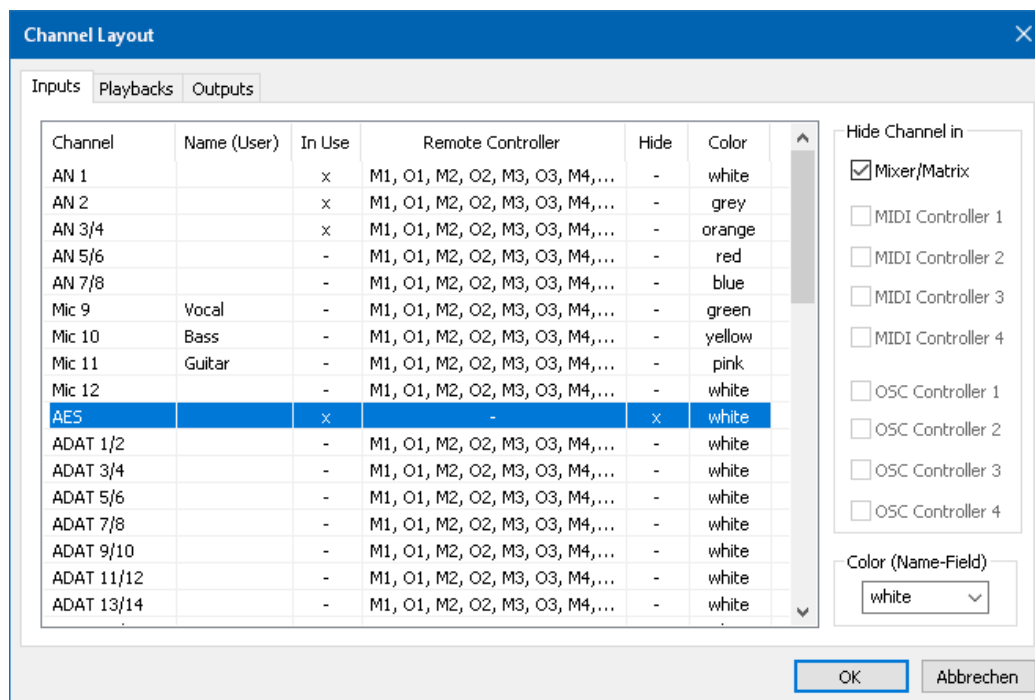 Channel Layout
Inputs Playbacks Outputs
Channel Name (User) In Use Remote Controller Hide Color
AN 1 x M1, O1, M2, O2, M3, O3, M4,... - white
AN 2 x M1, O1, M2, O2, M3, O3, M4,... - grey
AN 3/4 x M1, O1, M2, O2, M3, O3, M4,... - orange
AN 5/6 - M1, O1, M2, O2, M3, O3, M4,... - red
AN 7/8 - M1, O1, M2, O2, M3, O3, M4,... - blue
Mic 9 Vocal - M1, O1, M2, O2, M3, O3, M4,... - green
Mic 10 Bass - M1, O1, M2, O2, M3, O3, M4,... - yellow
Mic 11 Guitar - M1, O1, M2, O2, M3, O3, M4,... - pink
Mic 12 - M1, O1, M2, O2, M3, O3, M4,... - white
AES x - x white
ADAT 1/2 - M1, O1, M2, O2, M3, O3, M4,... - white
ADAT 3/4 - M1, O1, M2, O2, M3, O3, M4,... - white
ADAT 5/6 - M1, O1, M2, O2, M3, O3, M4,... - white
ADAT 7/8 - M1, O1, M2, O2, M3, O3, M4,... - white
ADAT 9/10 - M1, O1, M2, O2, M3, O3, M4,... - white
ADAT 11/12 - M1, O1, M2, O2, M3, O3, M4,... - white
ADAT 13/14 - M1, O1, M2, O2, M3, O3, M4,... - white
Hide Channel in
Mixer/Matrix
MIDI Controller 1
MIDI Controller 2
MIDI Controller 3
MIDI Controller 4
OSC Controller 1
OSC Controller 2
OSC Controller 3
OSC Controller 4
Color (Name-Field)
white
OK Abbrechen